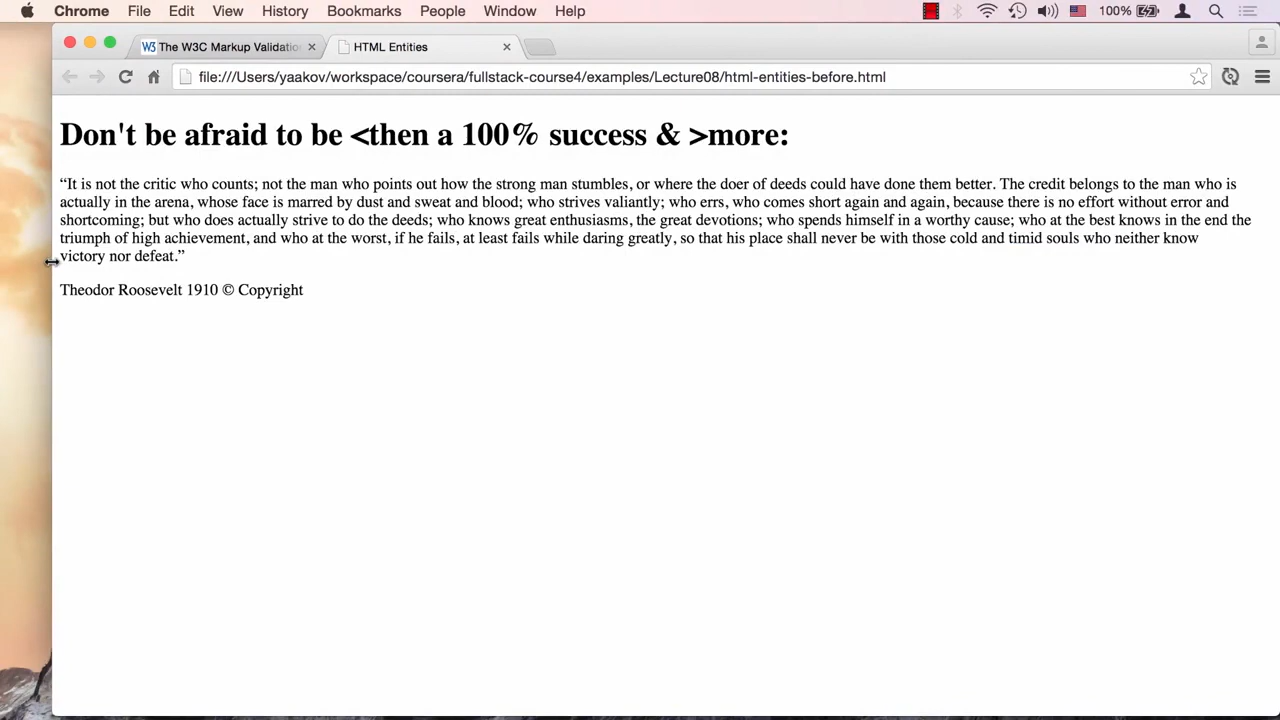 Chrome File Edit View History Bookmarks People Window Help 100%
W3 The W3C Markup Validatio HTML Entities
file:///Users/yaakov/workspace/coursera/fullstack-course4/examples/Lecture08/html-entities-before.html
Don't be afraid to be <then a 100% success & >more:
“It is not the critic who counts; not the man who points out how the strong man stumbles, or where the doer of deeds could have done them better. The credit belongs to the man who is
actually in the arena, whose face is marred by dust and sweat and blood; who strives valiantly; who errs, who comes short again and again, because there is no effort without error and
shortcoming; but who does actually strive to do the deeds; who knows great enthusiasms, the great devotions; who spends himself in a worthy cause; who at the best knows in the end the
triumph of high achievement, and who at the worst, if he fails, at least fails while daring greatly, so that his place shall never be with those cold and timid souls who neither know
victory nor defeat.”
Theodor Roosevelt 1910 © Copyright